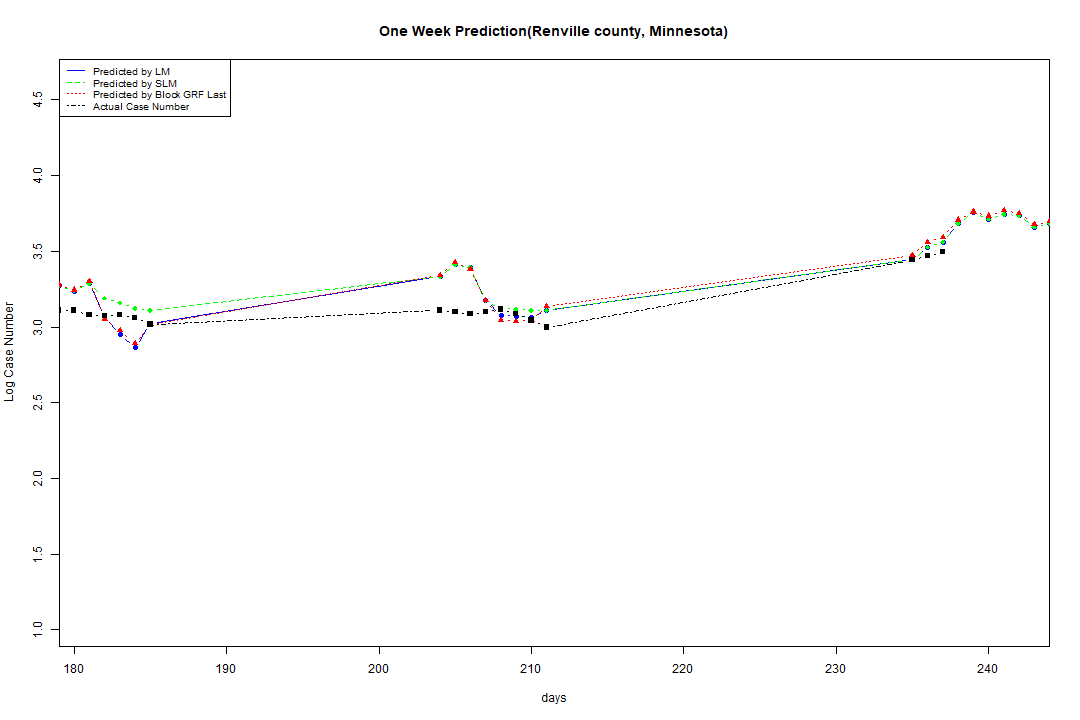 One Week Prediction(Renville county, Minnesota)
Predicted by LM
Predicted by SLM
Predicted by Block GRF Last
Actual Case Number
Log Case Number
4.5
4.0
3.5
3.0
2.5
2.0
1.5
1.0
180 190 200 210 220 230 240
days